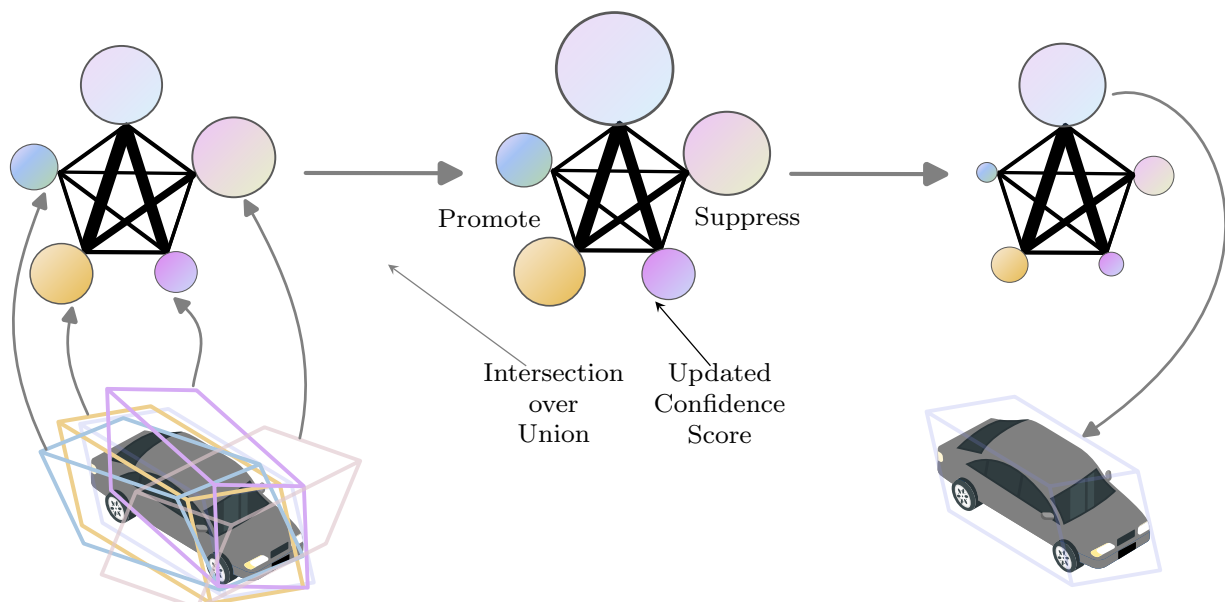 Promote
Suppress
Intersection
over
Union
Updated
Confidence
Score